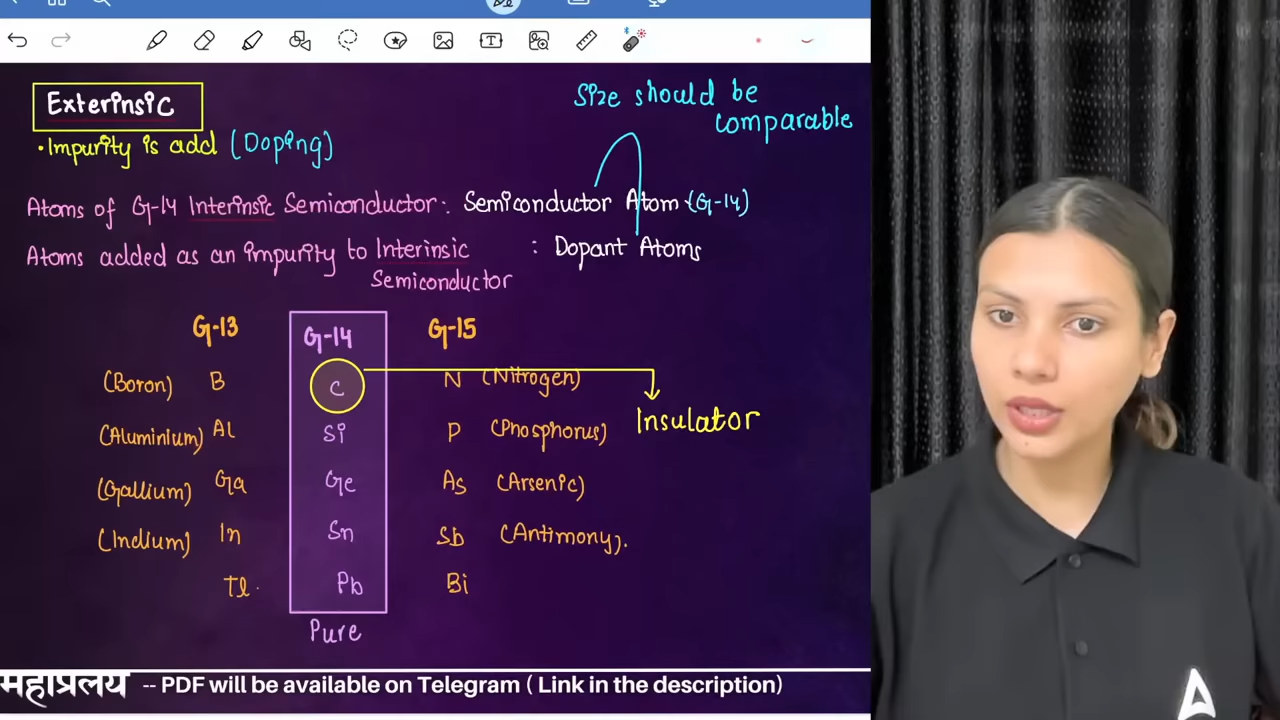 Exterinsic
Size should be
comparable
•Impurity is add (Doping)
Atoms of G-14 Interinsic Semiconductor : Semiconductor Atom (G-14)
Atoms added as an impurity to Interinsic : Dopant Atoms
Semiconductor
G-13 G-14 G-15
(Boron) B C N (Nitrogen)
Insulator
(Aluminium) Al Si P (Phosphorus)
(Gallium) Ga Ge As (Arsenic)
(Indium) In Sn Sb (Antimony).
Tl. Pb Bi
Pure
महाप्रलय -- PDF will be available on Telegram ( Link in the description)